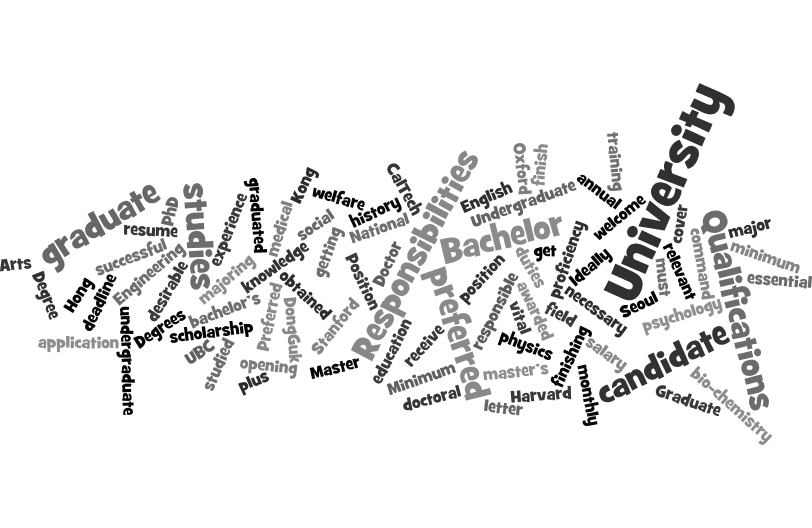 Arts
Degree
graduate
Hong
deadline
resume
PhD
successful
Engineering
studies
desirable
application
undergraduate
Degrees
bachelor's
scholarship
UBC
studied
experience
graduated
majoring
knowledge
medical
Kong
social
welfare
history
CalTech
National
getting
obtained
Preferred
DongGuk
opening
plus
Stanford
Master
Position
Doctor
Responsibilities
education
receive
Minimum
doctoral
English
Undergraduate
Bachelor
Preferred
position
responsible
master's
letter
Harvard
finish
training
annual
welcome
get
duties
awarded
vital
physics
proficiency
Ideally
necessary
field
finishing
monthly
salary
University
Seoul
must
cover
relevant
command
psychology
candidate
Graduate
bio-chemistry
Qualifications
major
minimum
essential